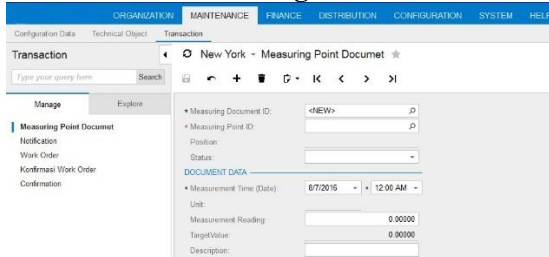 ORGANIZATION MAINTENANCE FINANCE DISTRIBUTION CONFIGURATION SYSTEM HELP
Configuration Data Technical Object Transaction
Transaction
New York - Measuring Point Documet
Type your query here Search
Manage Explore
Measuring Point Documet
Notification
Work Order
Konfirmasi Work Order
Confirmation
• Measuring Document ID: <NEW>
• Measuring Point ID:
Position:
Status:
DOCUMENT DATA
• Measurement Time (Date): 8/7/2016 • 12:00 AM
Unit:
Measurement Reading: 0.00000
TargetValue: 0.00000
Description: